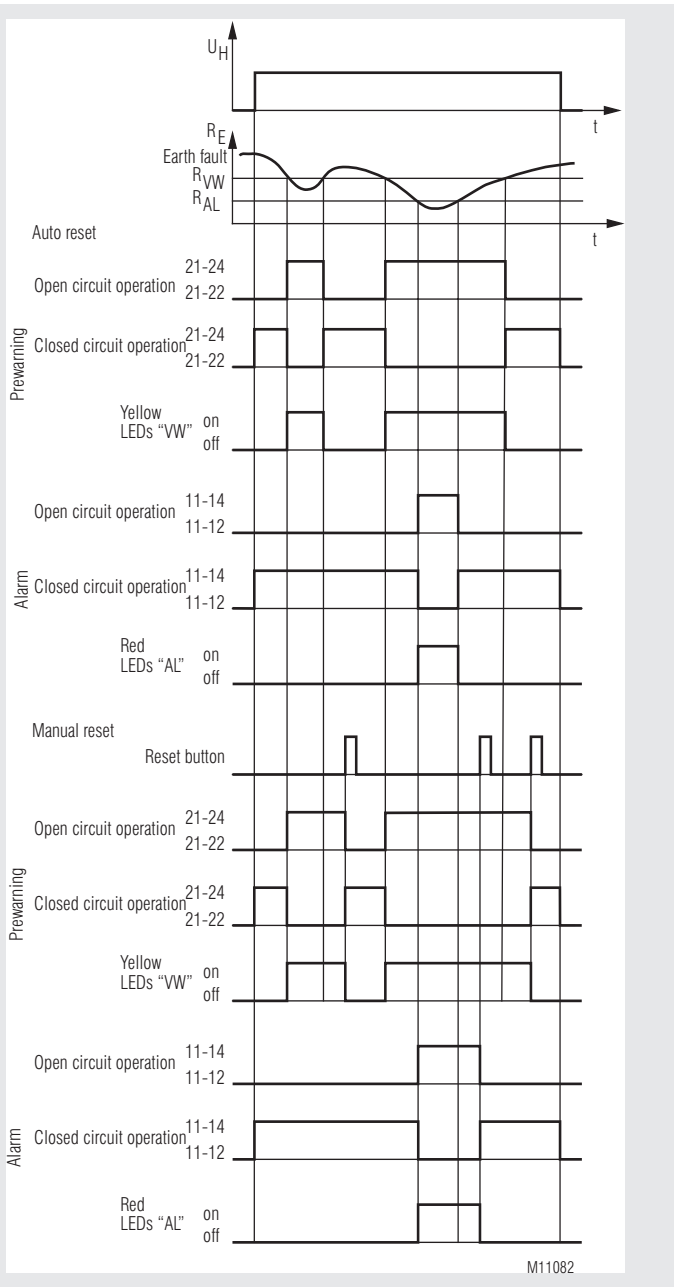 UH
t
RE
Earth fault
RVW
RAL
t
Auto reset
Prewarning
Open circuit operation 21-24
21-22
Closed circuit operation 21-24
21-22
Yellow
LEDs “VW” on
off
Alarm
Open circuit operation 11-14
11-12
Closed circuit operation 11-14
11-12
Red
LEDs “AL” on
off
Manual reset
Reset button
Prewarning
Open circuit operation 21-24
21-22
Closed circuit operation 21-24
21-22
Yellow
LEDs “VW” on
off
Alarm
Open circuit operation 11-14
11-12
Closed circuit operation 11-14
11-12
Red
LEDs “AL” on
off
M11082